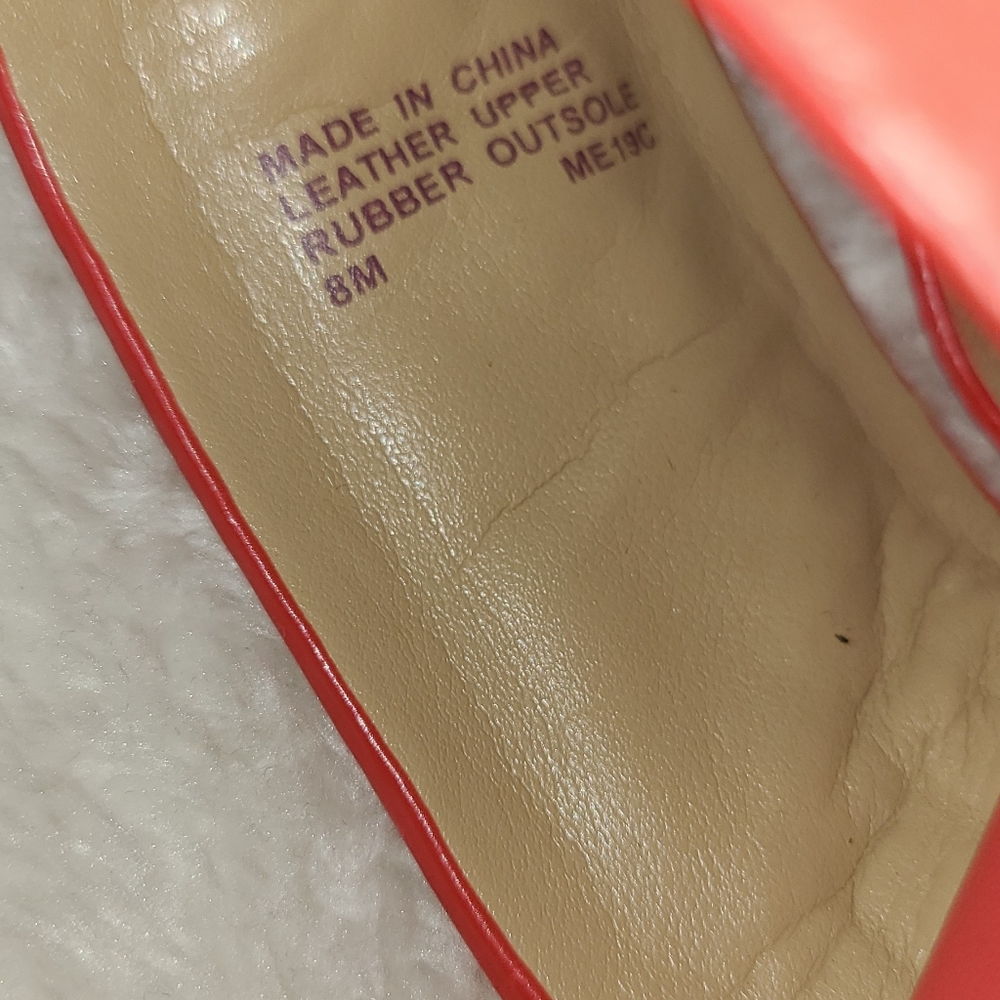 MADE IN CHINA
LEATHER UPPER
RUBBER OUTSOLE
8M ME19C